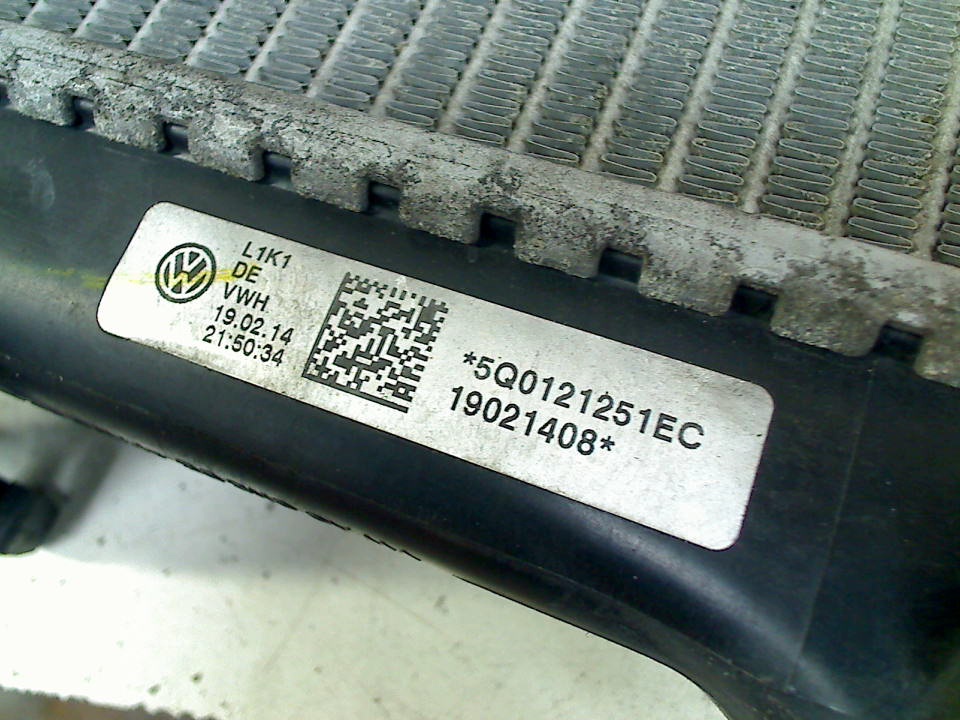 L1K1
DE
VWH
19.02.14
21:50:34
*5Q0121251EC
19021408*